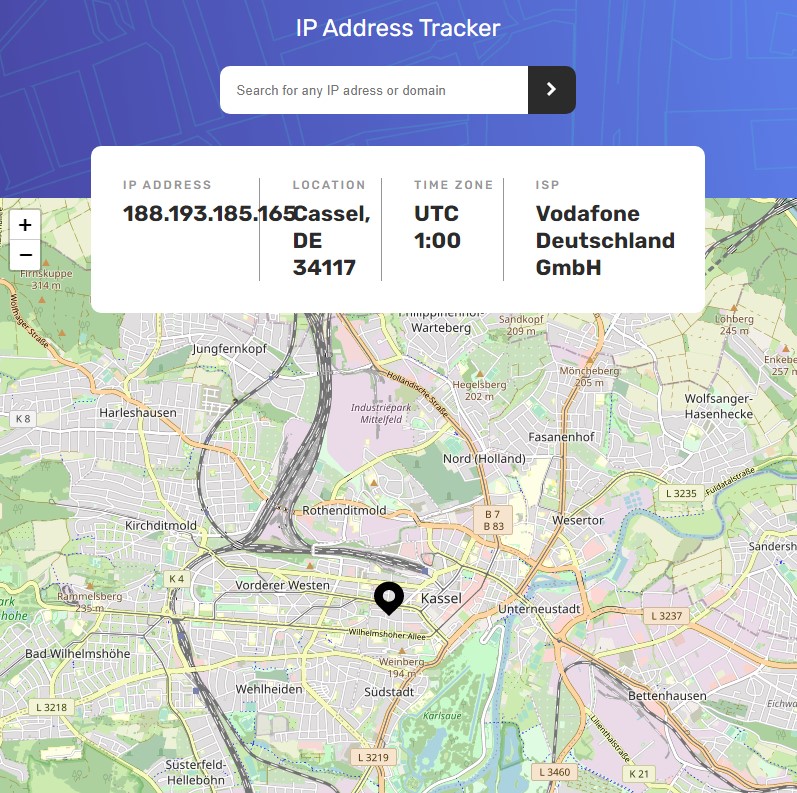 IP Address Tracker
Search for any IP adress or domain
IP ADDRESS
188.193.185.165
LOCATION
Cassel,
DE
34117
TIME ZONE
UTC
1:00
ISP
Vodafone
Deutschland
GmbH
+
−
Firnskuppe
314 m
Wolfhager Straße
Philippinenhof-
Warteberg
Sandkopf
209 m
Lohberg
245 m
Jungfernkopf
Holländische Straße
Hegelsberg
202 m
Möncheberg
205 m
257 m
K 8
Harleshausen
Industriepark
Mittelfeld
Wolfsanger-
Hasenhecke
Fasanenhof
Nord (Holland)
Fuldatalstraße
L 3235
Rothenditmold
B 7
B 83
Kirchditmold
Wesertor
Sandersh
K 4
Vorderer Westen
Rammelsberg
235 m
ark
höhe
Kassel
Unterneustadt
L 3237
Wilhelmshöher Allee
Bad Wilhelmshöhe
Weinberg
194 m
Wehlheiden
Südstadt
Bettenhausen
L 3218
Karlsaue
Eichwa
Lilienthalstraße
Süsterfeld-
Helleböhn
L 3219
L 3460
K 21